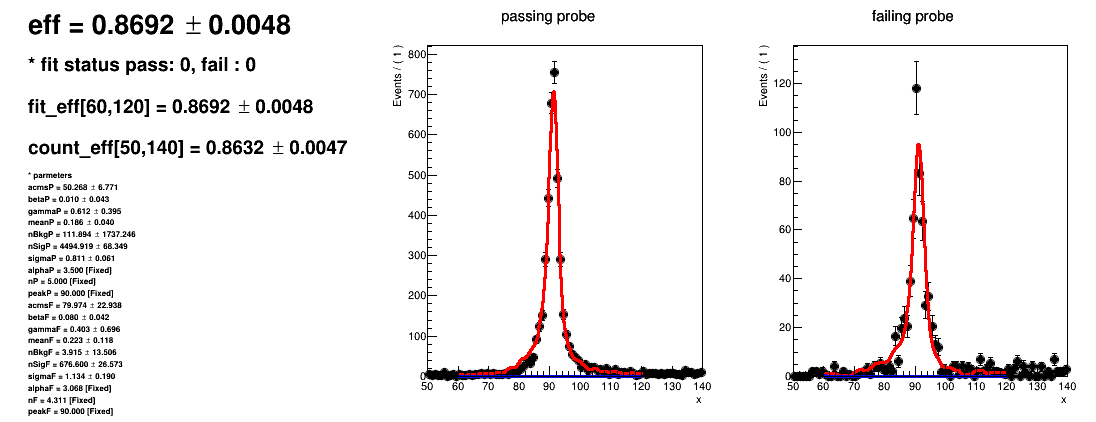 eff = 0.8692 ± 0.0048
* fit status pass: 0, fail : 0
fit_eff[60,120] = 0.8692 ± 0.0048
count_eff[50,140] = 0.8632 ± 0.0047
* parmeters
acmsP = 50.268 ± 6.771
betaP = 0.010 ± 0.043
gammaP = 0.612 ± 0.395
meanP = 0.186 ± 0.040
nBkgP = 111.894 ± 1737.246
nSigP = 4494.919 ± 68.349
sigmaP = 0.811 ± 0.061
alphaP = 3.500 [Fixed]
nP = 5.000 [Fixed]
peakP = 90.000 [Fixed]
acmsF = 79.974 ± 22.938
betaF = 0.080 ± 0.042
gammaF = 0.403 ± 0.696
meanF = 0.223 ± 0.118
nBkgF = 3.915 ± 13.506
nSigF = 676.600 ± 26.573
sigmaF = 1.134 ± 0.190
alphaF = 3.068 [Fixed]
nF = 4.311 [Fixed]
peakF = 90.000 [Fixed]
passing probe
Events / ( 1 )
800
700
600
500
400
300
200
100
0
50 60 70 80 90 100 110 120 130 140
x
failing probe
Events / ( 1 )
120
100
80
60
40
20
0
50 60 70 80 90 100 110 120 130 140
x